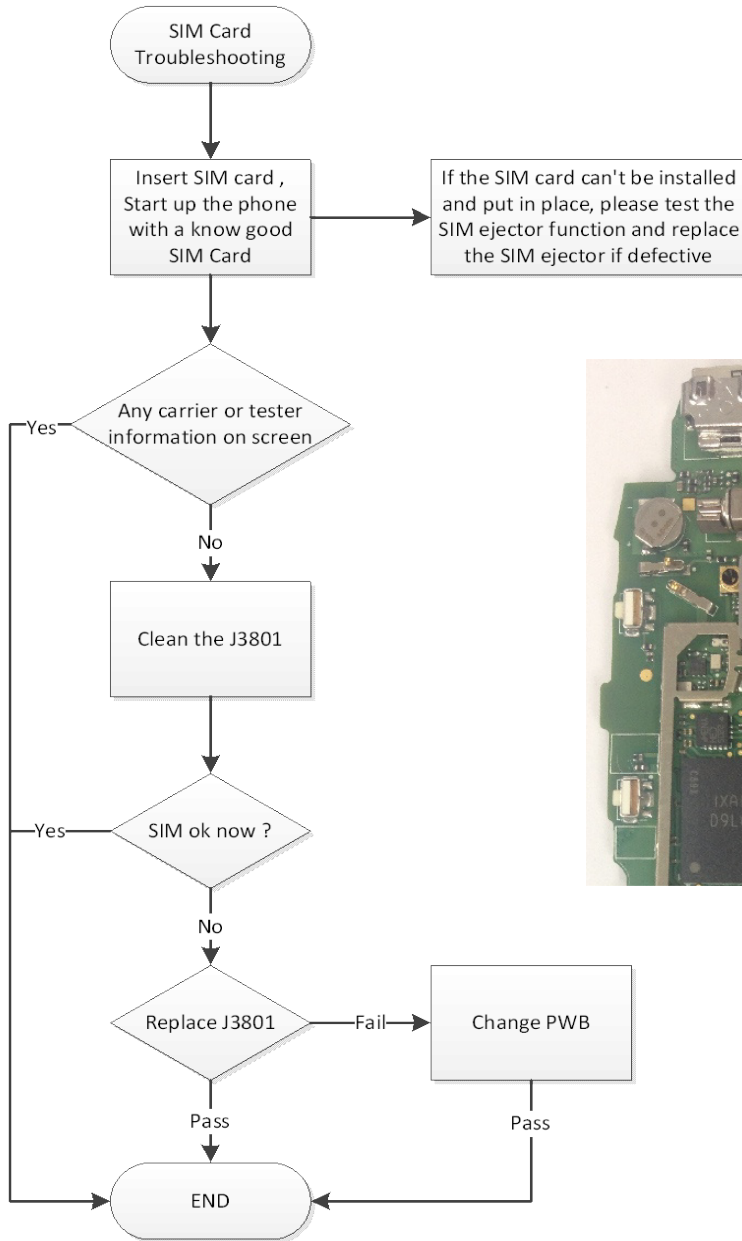 SIM Card
Troubleshooting
Insert SIM card ,
Start up the phone
with a know good
SIM Card
If the SIM card can't be installed
and put in place, please test the
SIM ejector function and replace
the SIM ejector if defective
Any carrier or tester
information on screen
Yes
No
Clean the J3801
SIM ok now ?
Yes
No
Replace J3801
Fail
Change PWB
Pass
Pass
END